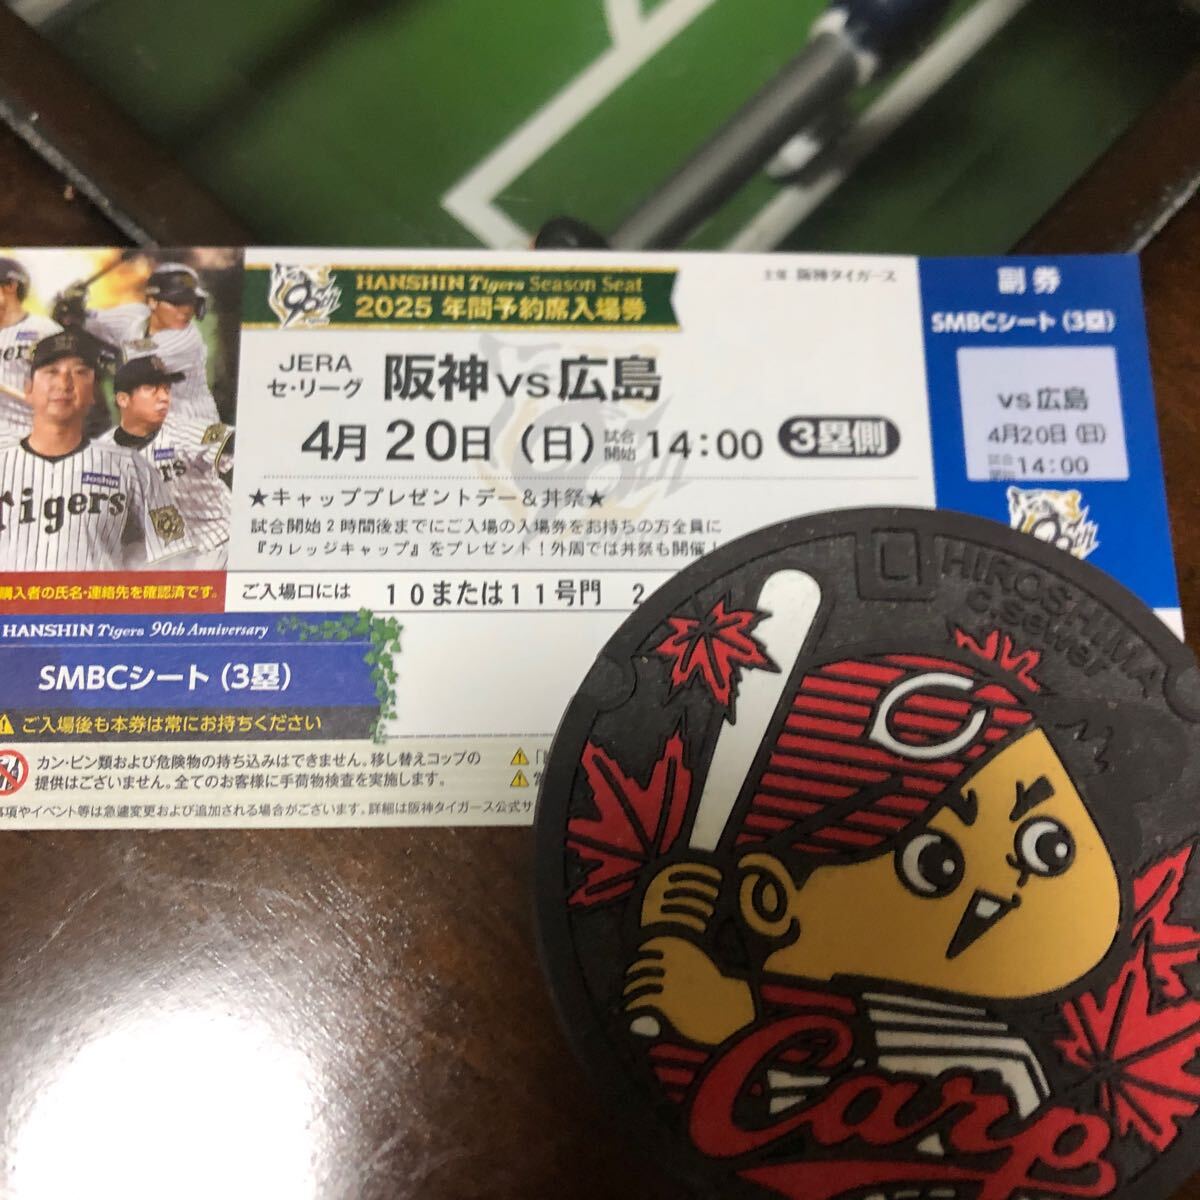 HANSHIN Tigers Season Seat
2025 年間予約席入場券
主催 阪神タイガース
JERA
セ・リーグ
阪神 vs 広島
4月20日(日)試合開始14:00 3塁側
★キャッププレゼントデー&丼祭★
試合開始2時間後までにご入場の入場券をお持ちの方全員に
『カレッジキャップ』をプレゼント!外周では丼祭も開催!
購入者の氏名・連絡先を確認済です。
ご入場口には 10または11号門 2
HANSHIN Tigers 90th Anniversary
SMBCシート(3塁)
ご入場後も本券は常にお持ちください
カン・ビン類および危険物の持ち込みはできません。移し替えコップの
提供はございません。全てのお客様に手荷物検査を実施します。
事項やイベント等は急遽変更および追加される場合がございます。詳細は阪神タイガース公式サ
副券
SMBCシート(3塁)
vs 広島
4月20日(日)
試合開始14:00
Tigers
Joshin
HIROSHIMA
c.sewer
Carp